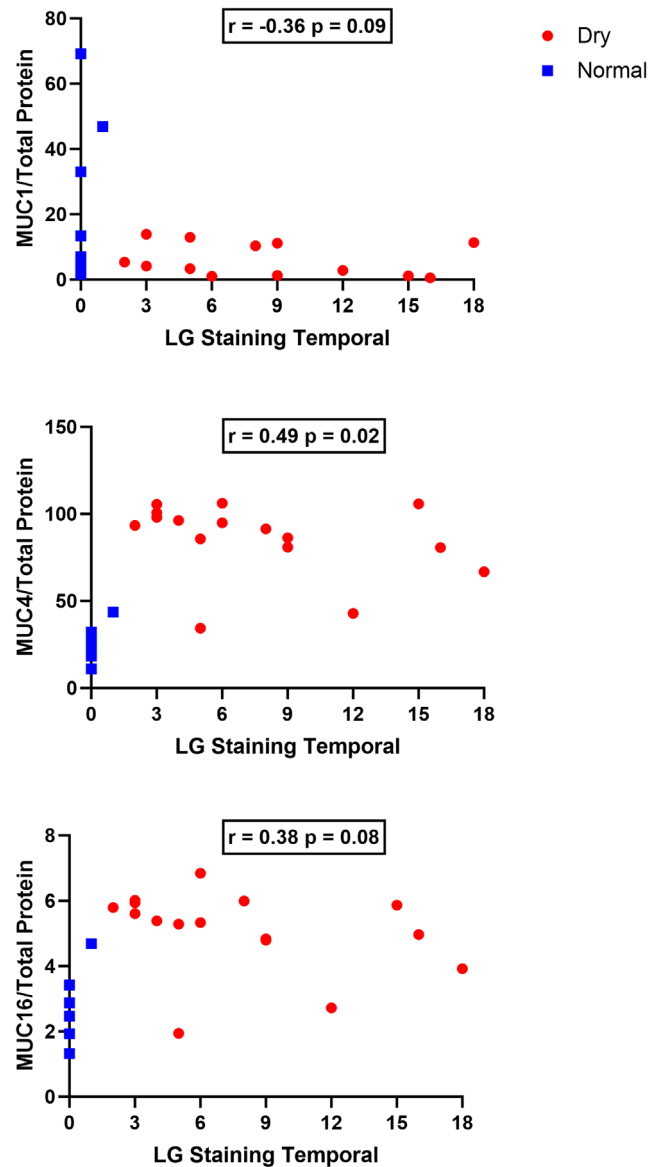 r = -0.36 p = 0.09
Dry
Normal
80
60
40
20
0
MUC1/Total Protein
0 3 6 9 12 15 18
LG Staining Temporal
r = 0.49 p = 0.02
150
100
50
0
MUC4/Total Protein
0 3 6 9 12 15 18
LG Staining Temporal
r = 0.38 p = 0.08
8
6
4
2
0
MUC16/Total Protein
0 3 6 9 12 15 18
LG Staining Temporal